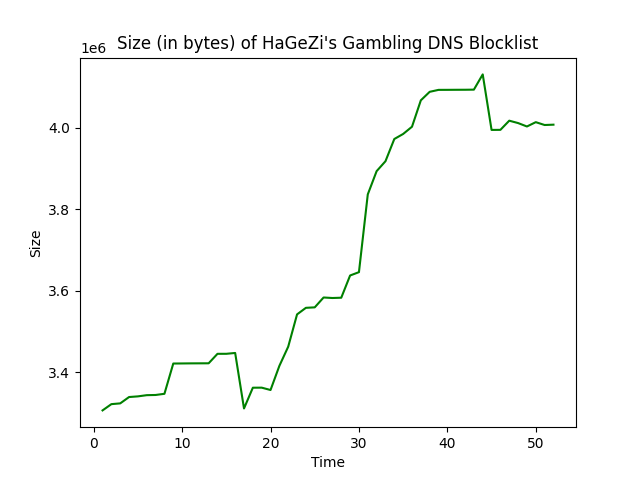 Size (in bytes) of HaGeZi's Gambling DNS Blocklist
1e6
4.0
3.8
3.6
3.4
Size
0 10 20 30 40 50
Time